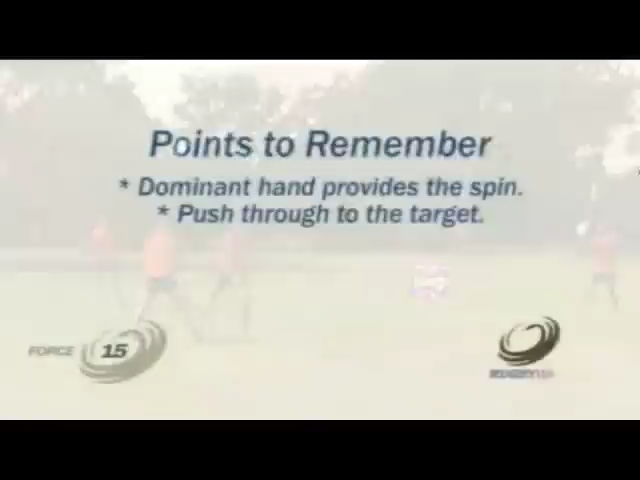 Points to Remember
* Dominant hand provides the spin.
* Push through to the target.
FORCE 15